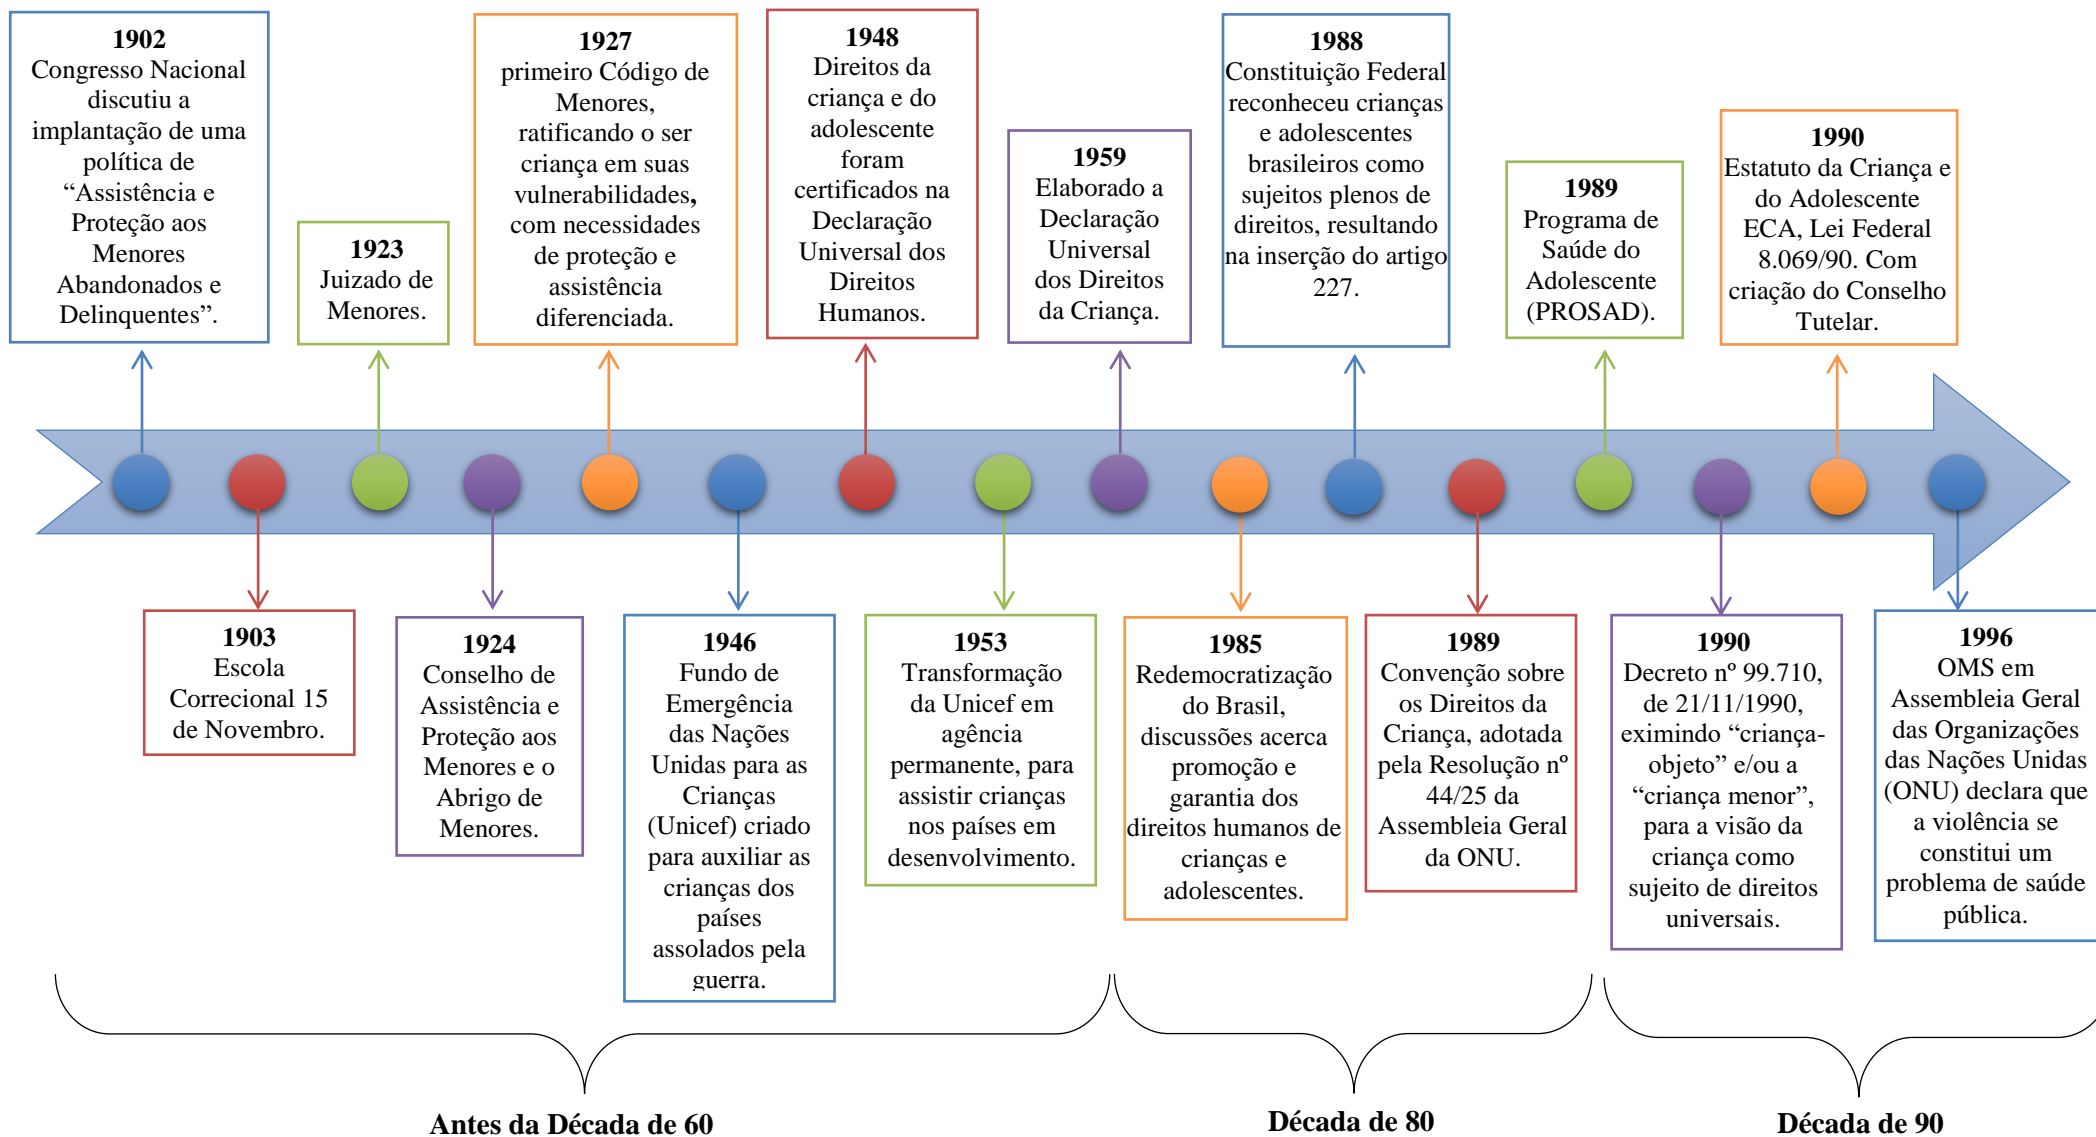 1902
Congresso Nacional
discutiu a
implantação de uma
política de
“Assistência e
Proteção aos
Menores
Abandonados e
Delinquentes”.
1903
Escola
Correcional 15
de Novembro.
1923
Juizado de
Menores.
1924
Conselho de
Assistência e
Proteção aos
Menores e o
Abrigo de
Menores.
1927
primeiro Código de
Menores,
ratificando o ser
criança em suas
vulnerabilidades,
com necessidades
de proteção e
assistência
diferenciada.
1946
Fundo de
Emergência
das Nações
Unidas para as
Crianças
(Unicef) criado
para auxiliar as
crianças dos
países
assolados pela
guerra.
1948
Direitos da
criança e do
adolescente
foram
certificados na
Declaração
Universal dos
Direitos
Humanos.
1953
Transformação
da Unicef em
agência
permanente, para
assistir crianças
nos países em
desenvolvimento.
1959
Elaborado a
Declaração
Universal
dos Direitos
da Criança.
1985
Redemocratização
do Brasil,
discussões acerca
promoção e
garantia dos
direitos humanos de
crianças e
adolescentes.
1988
Constituição Federal
reconheceu crianças
e adolescentes
brasileiros como
sujeitos plenos de
direitos, resultando
na inserção do artigo
227.
1989
Convenção sobre
os Direitos da
Criança, adotada
pela Resolução nº
44/25 da
Assembleia Geral
da ONU.
1989
Programa de
Saúde do
Adolescente
(PROSAD).
1990
Decreto nº 99.710,
de 21/11/1990,
eximindo “criança-
objeto” e/ou a
“criança menor”,
para a visão da
criança como
sujeito de direitos
universais.
1990
Estatuto da Criança e
do Adolescente
ECA, Lei Federal
8.069/90. Com
criação do Conselho
Tutelar.
1996
OMS em
Assembleia Geral
das Organizações
das Nações Unidas
(ONU) declara que
a violência se
constitui um
problema de saúde
pública.
Antes da Década de 60
Década de 80
Década de 90